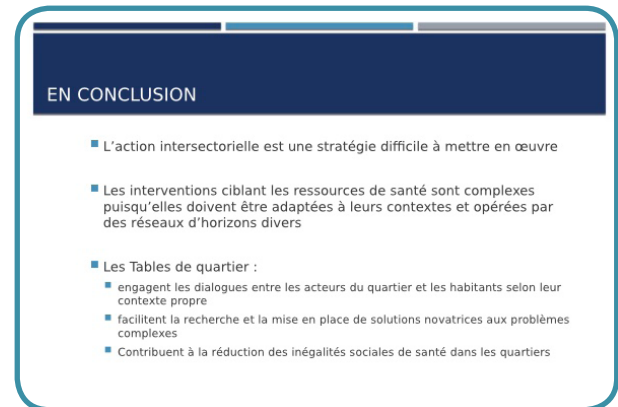 EN CONCLUSION
L’action intersectorielle est une stratégie difficile à mettre en œuvre
Les interventions ciblant les ressources de santé sont complexes
puisqu’elles doivent être adaptées à leurs contextes et opérées par
des réseaux d’horizons divers
Les Tables de quartier :
engagent les dialogues entre les acteurs du quartier et les habitants selon leur
contexte propre
facilitent la recherche et la mise en place de solutions novatrices aux problèmes
complexes
Contribuent à la réduction des inégalités sociales de santé dans les quartiers